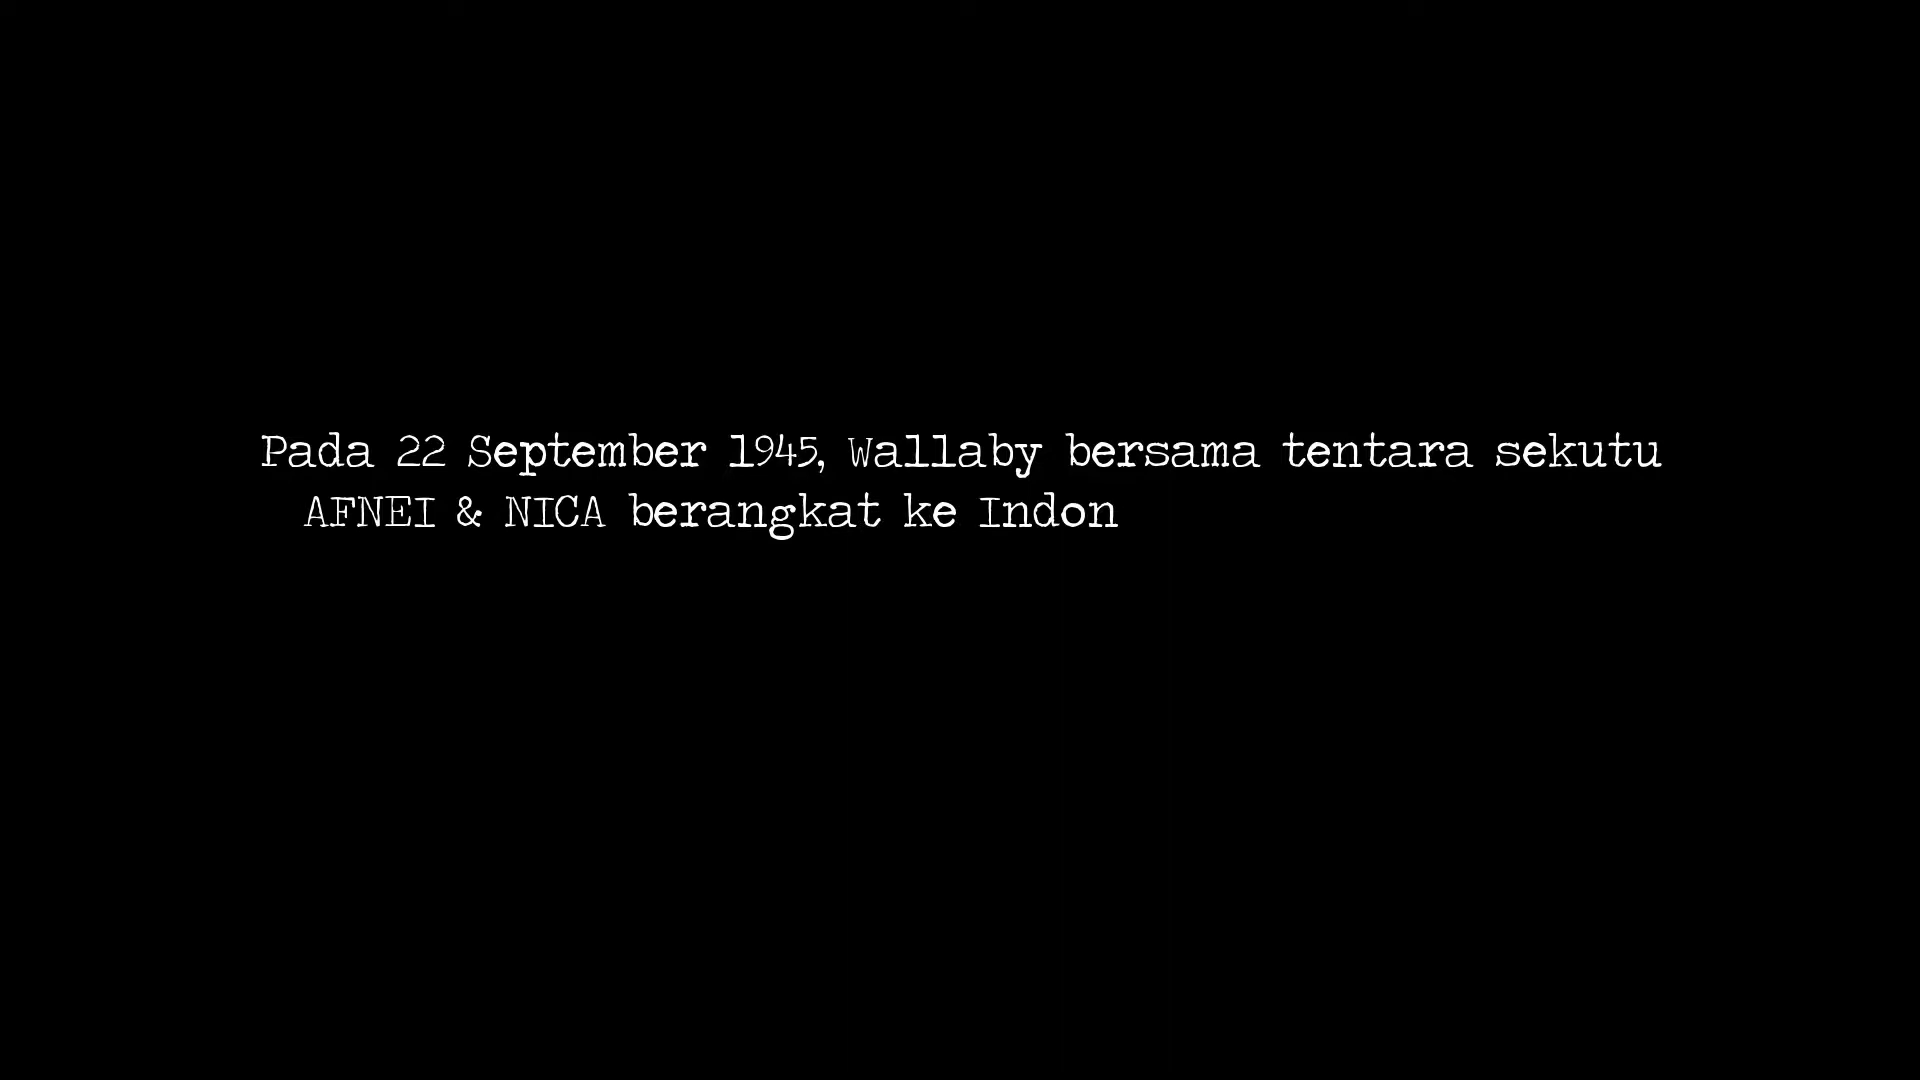 Pada 22 September 1945, Wallaby bersama tentara sekutu
AFNEI & NICA berangkat ke Indon